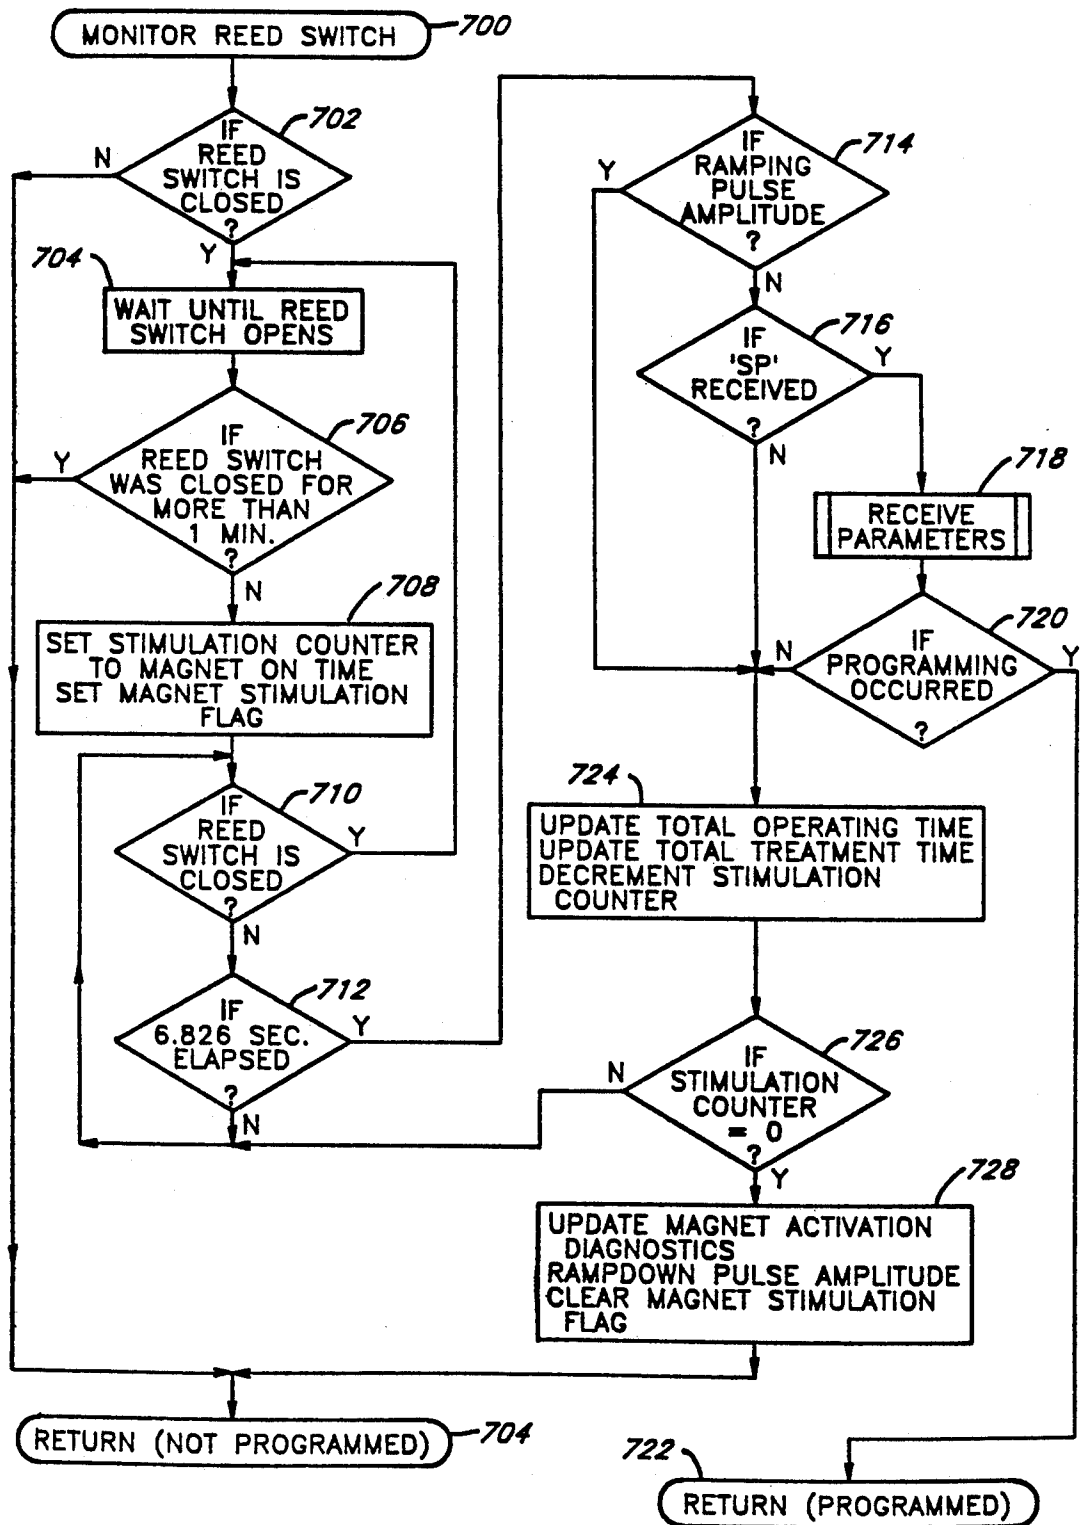 MONITOR REED SWITCH
700
IF
REED
SWITCH IS
CLOSED
?
702
N
Y
704
WAIT UNTIL REED
SWITCH OPENS
IF
REED SWITCH
WAS CLOSED FOR
MORE THAN
1 MIN.
?
706
Y
N
708
SET STIMULATION COUNTER
TO MAGNET ON TIME
SET MAGNET STIMULATION
FLAG
IF
REED
SWITCH IS
CLOSED
?
710
Y
N
IF
6.826 SEC.
ELAPSED
?
712
Y
N
IF
RAMPING
PULSE
AMPLITUDE
?
714
Y
N
IF
'SP'
RECEIVED
?
716
Y
N
718
RECEIVE
PARAMETERS
IF
PROGRAMMING
OCCURRED
?
720
N
Y
724
UPDATE TOTAL OPERATING TIME
UPDATE TOTAL TREATMENT TIME
DECREMENT STIMULATION
COUNTER
IF
STIMULATION
COUNTER
= 0
?
726
N
Y
728
UPDATE MAGNET ACTIVATION
DIAGNOSTICS
RAMPDOWN PULSE AMPLITUDE
CLEAR MAGNET STIMULATION
FLAG
RETURN (NOT PROGRAMMED)
704
722
RETURN (PROGRAMMED)